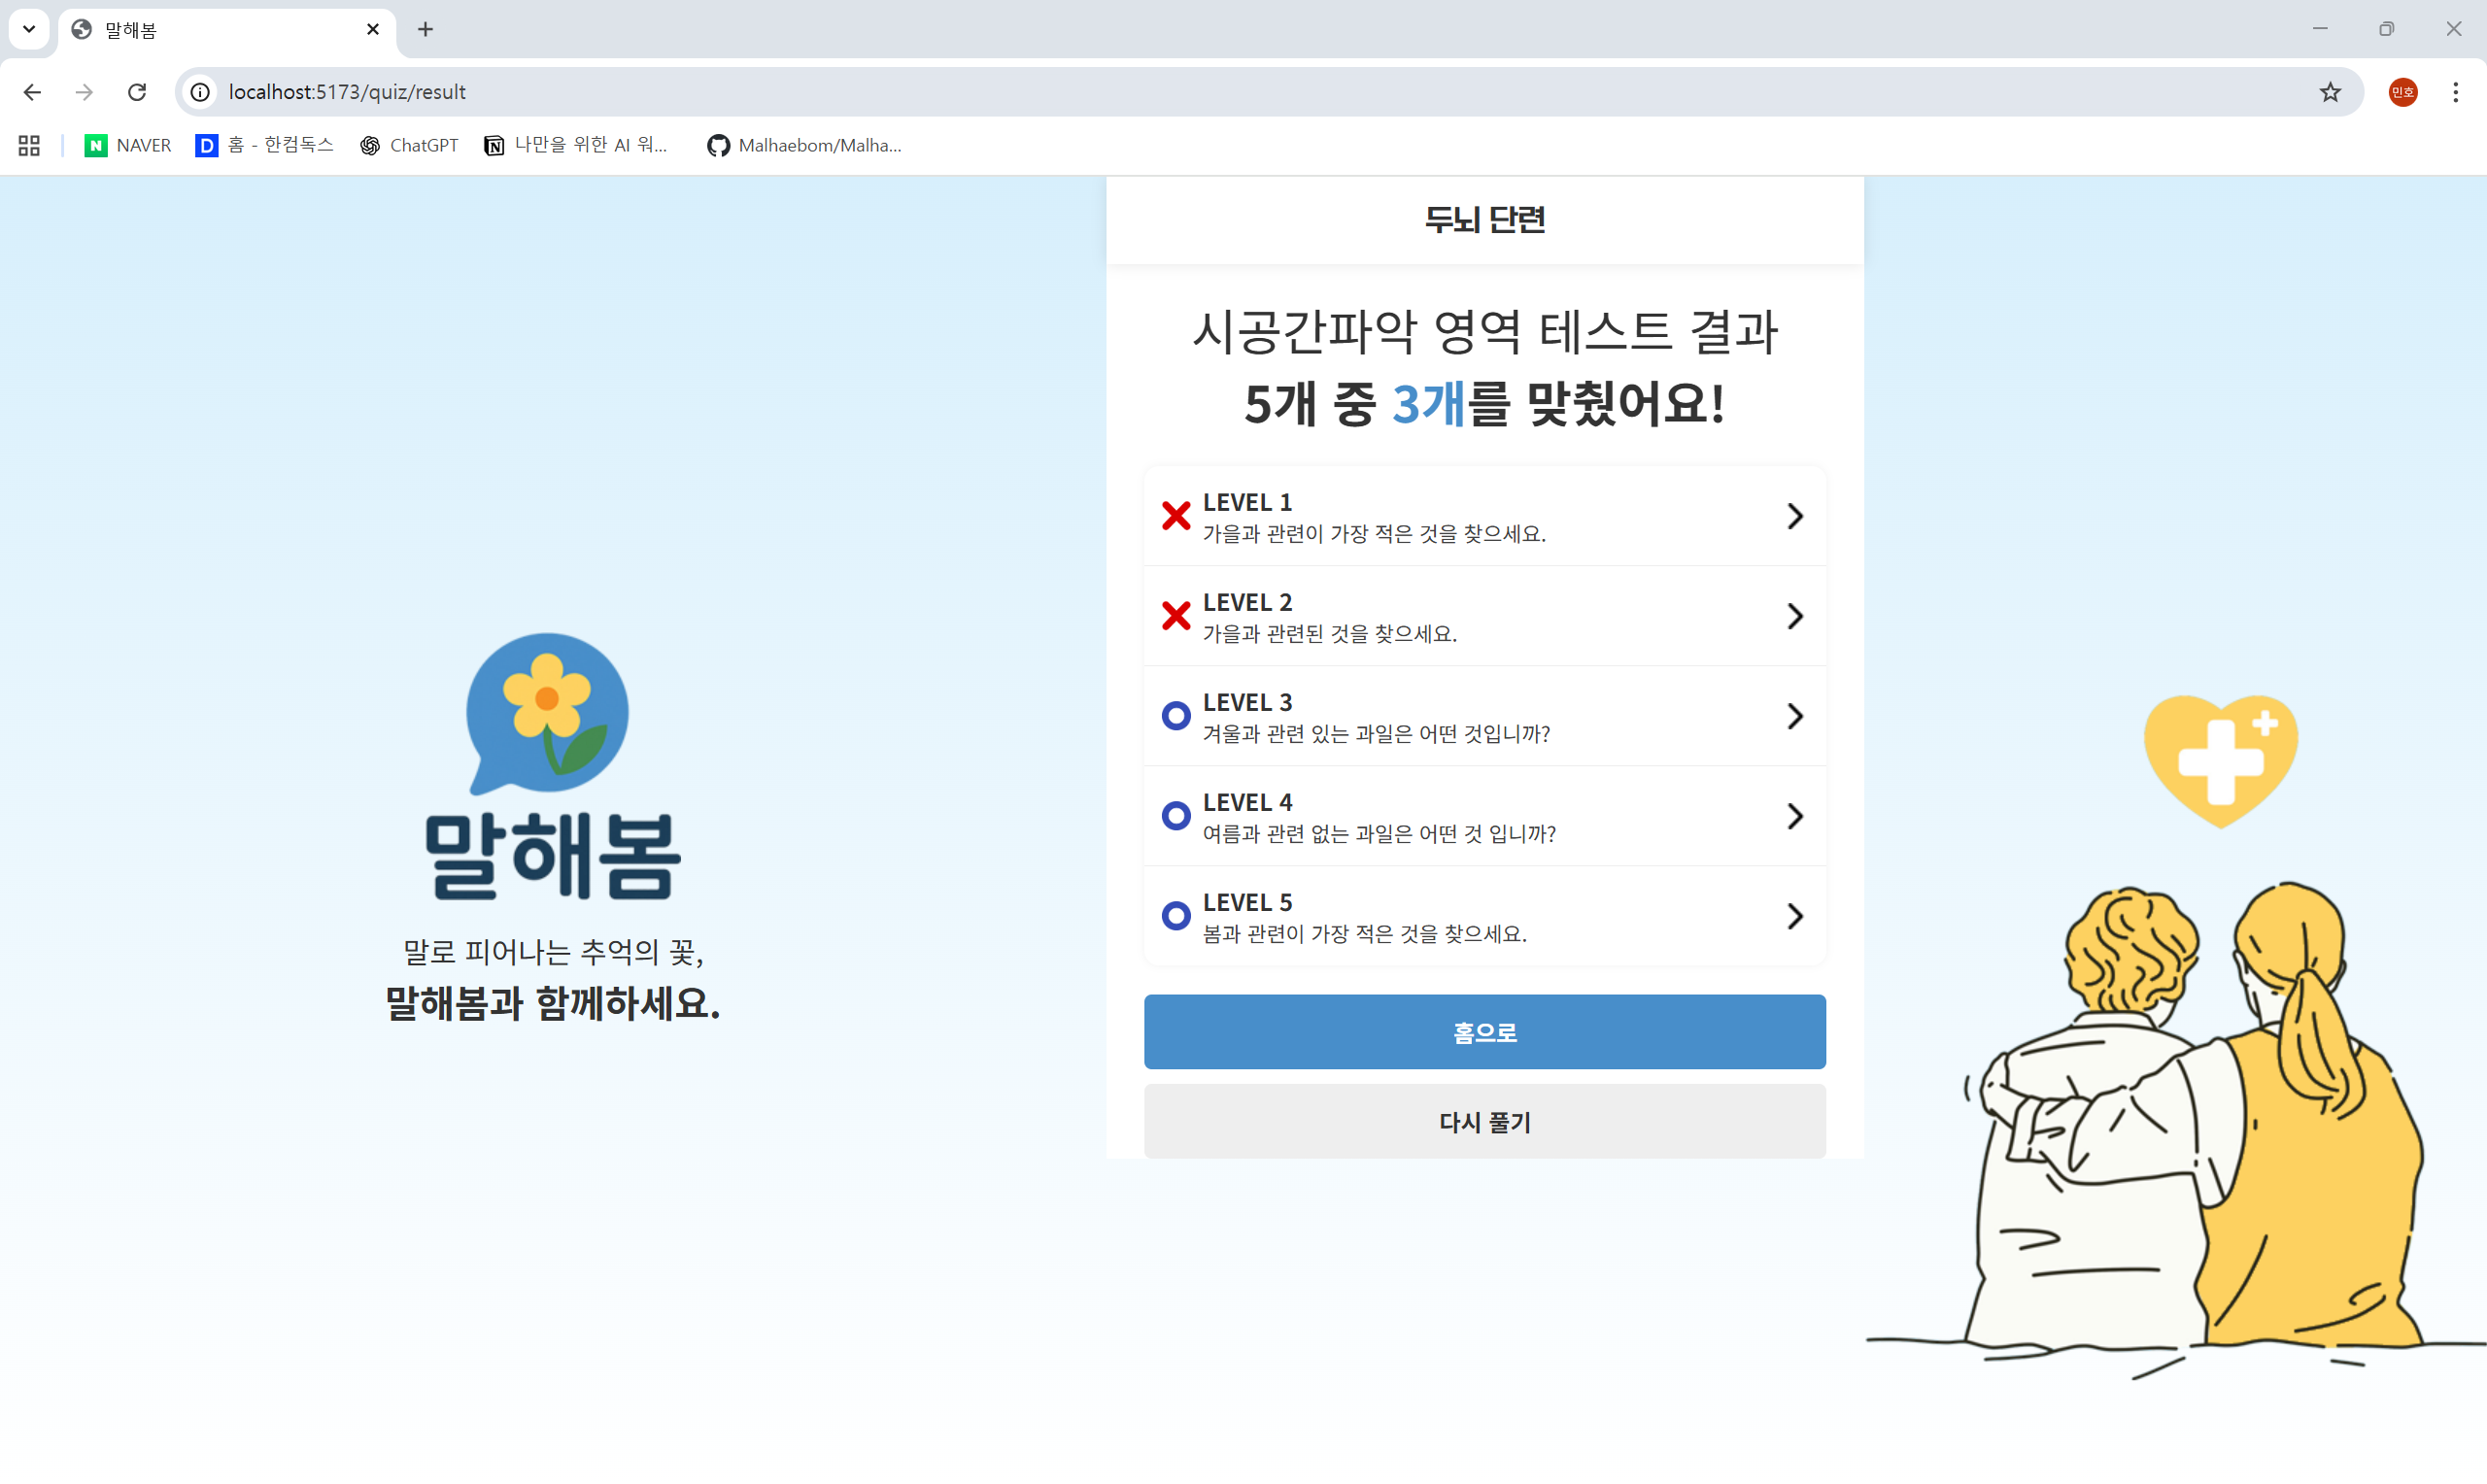 말해봄
localhost:5173/quiz/result
민호
NAVER
홈 - 한컴독스
ChatGPT
나만을 위한 AI 워...
Malhaebom/Malha...
두뇌 단련
시공간파악 영역 테스트 결과
5개 중 3개를 맞췄어요!
LEVEL 1
가을과 관련이 가장 적은 것을 찾으세요.
LEVEL 2
가을과 관련된 것을 찾으세요.
LEVEL 3
겨울과 관련 있는 과일은 어떤 것입니까?
LEVEL 4
여름과 관련 없는 과일은 어떤 것 입니까?
LEVEL 5
봄과 관련이 가장 적은 것을 찾으세요.
홈으로
다시 풀기
말해봄
말로 피어나는 추억의 꽃,
말해봄과 함께하세요.